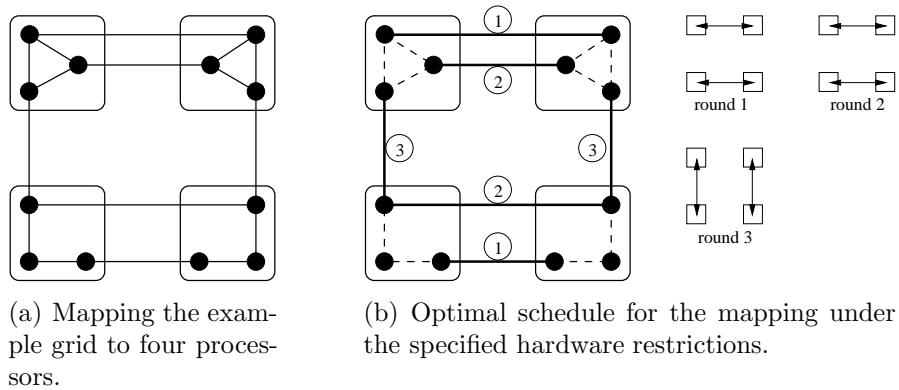 1
2
3
3
2
1
round 1
round 2
round 3
(a) Mapping the exam-
ple grid to four proces-
sors.
(b) Optimal schedule for the mapping under
the specified hardware restrictions.